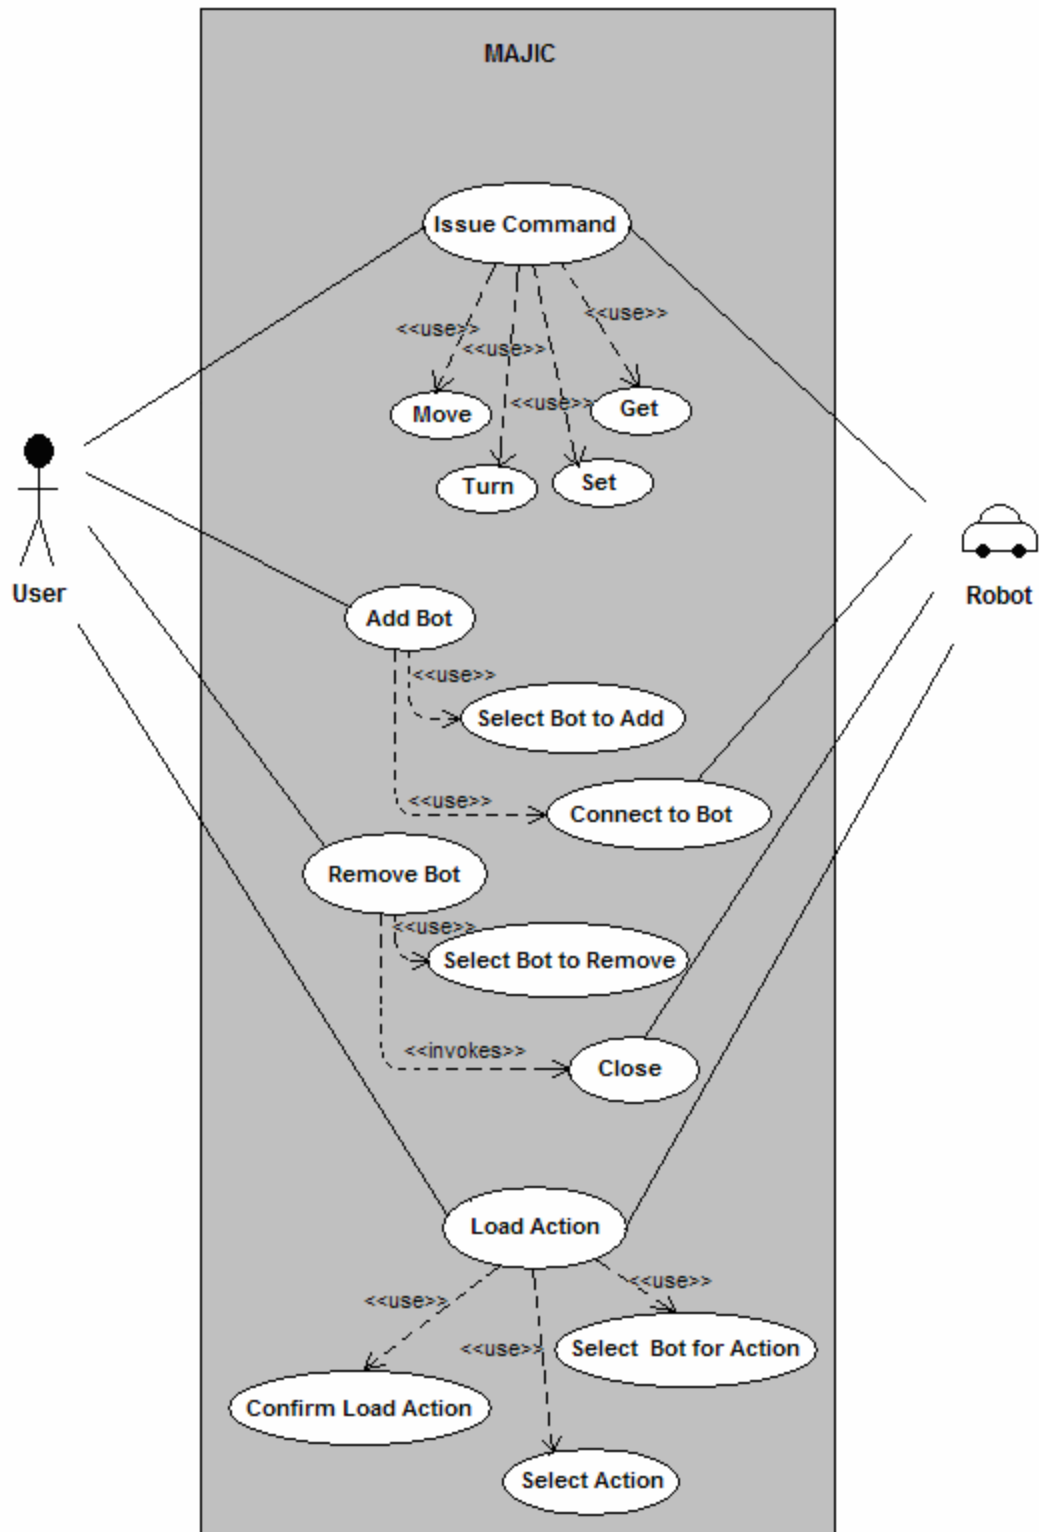 MAJIC
Issue Command
<<use>>
<<use>>
<<use>>
<<use>>
Move
Get
Turn
Set
User
Robot
Add Bot
<<use>>
Select Bot to Add
<<use>>
Connect to Bot
Remove Bot
<<use>>
Select Bot to Remove
<<invokes>>
Close
Load Action
<<use>>
<<use>>
<<use>>
Select  Bot for Action
Confirm Load Action
Select Action